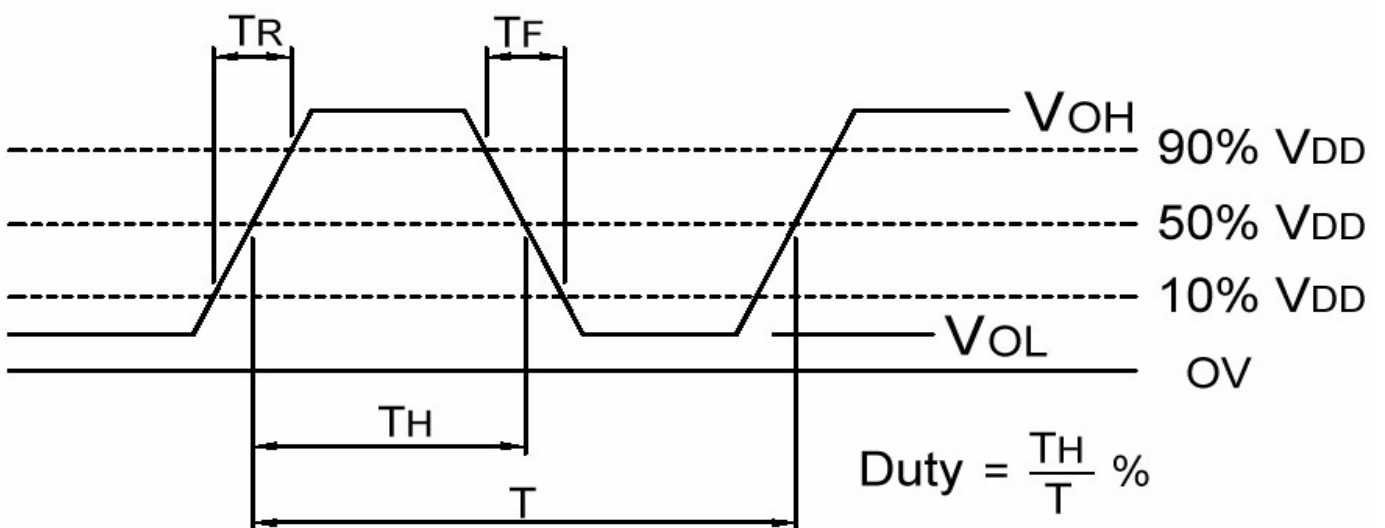 TR
TF
VOH
90% VDD
50% VDD
10% VDD
VOL
OV
TH
Duty = TH/T %
T